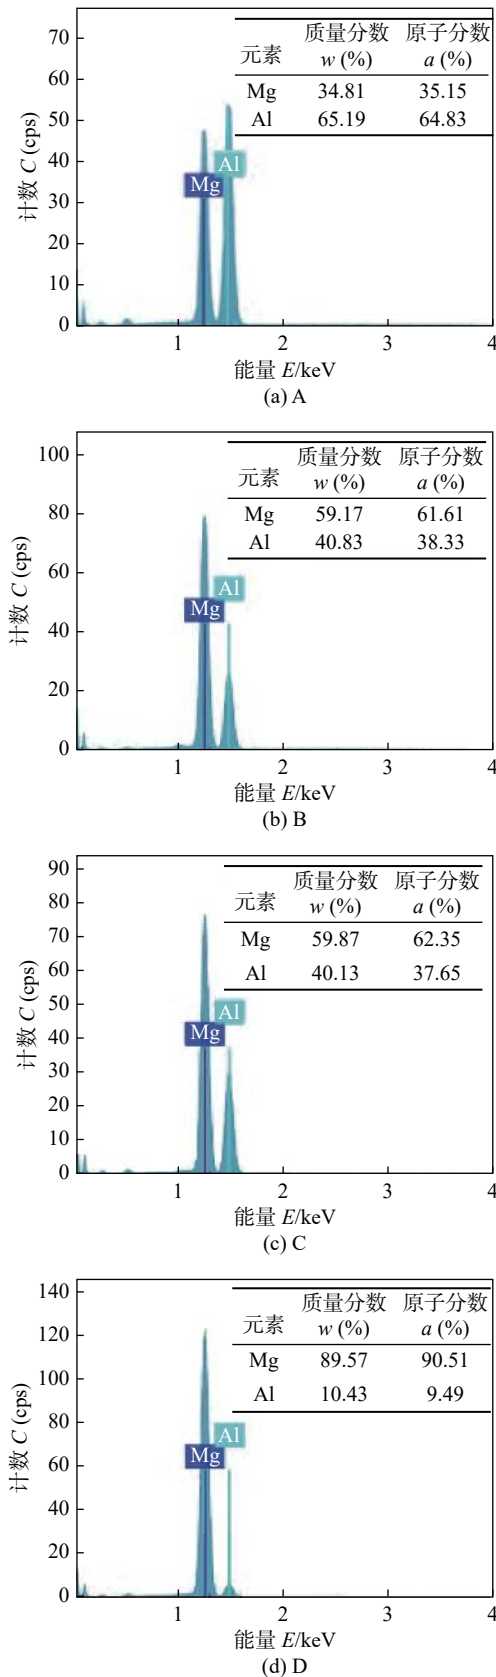 70
60
50
40
30
20
10
0
计数 C (cps)
元素 质量分数 w (%) 原子分数 a (%)
Mg 34.81 35.15
Al 65.19 64.83
Al
Mg
1 2 3 4
能量 E/keV
(a) A
100
80
60
40
20
0
计数 C (cps)
元素 质量分数 w (%) 原子分数 a (%)
Mg 59.17 61.61
Al 40.83 38.33
Al
Mg
1 2 3 4
能量 E/keV
(b) B
90
80
70
60
50
40
30
20
10
0
计数 C (cps)
元素 质量分数 w (%) 原子分数 a (%)
Mg 59.87 62.35
Al 40.13 37.65
Al
Mg
1 2 3 4
能量 E/keV
(c) C
140
120
100
80
60
40
20
0
计数 C (cps)
元素 质量分数 w (%) 原子分数 a (%)
Mg 89.57 90.51
Al 10.43 9.49
Al
Mg
1 2 3 4
能量 E/keV
(d) D